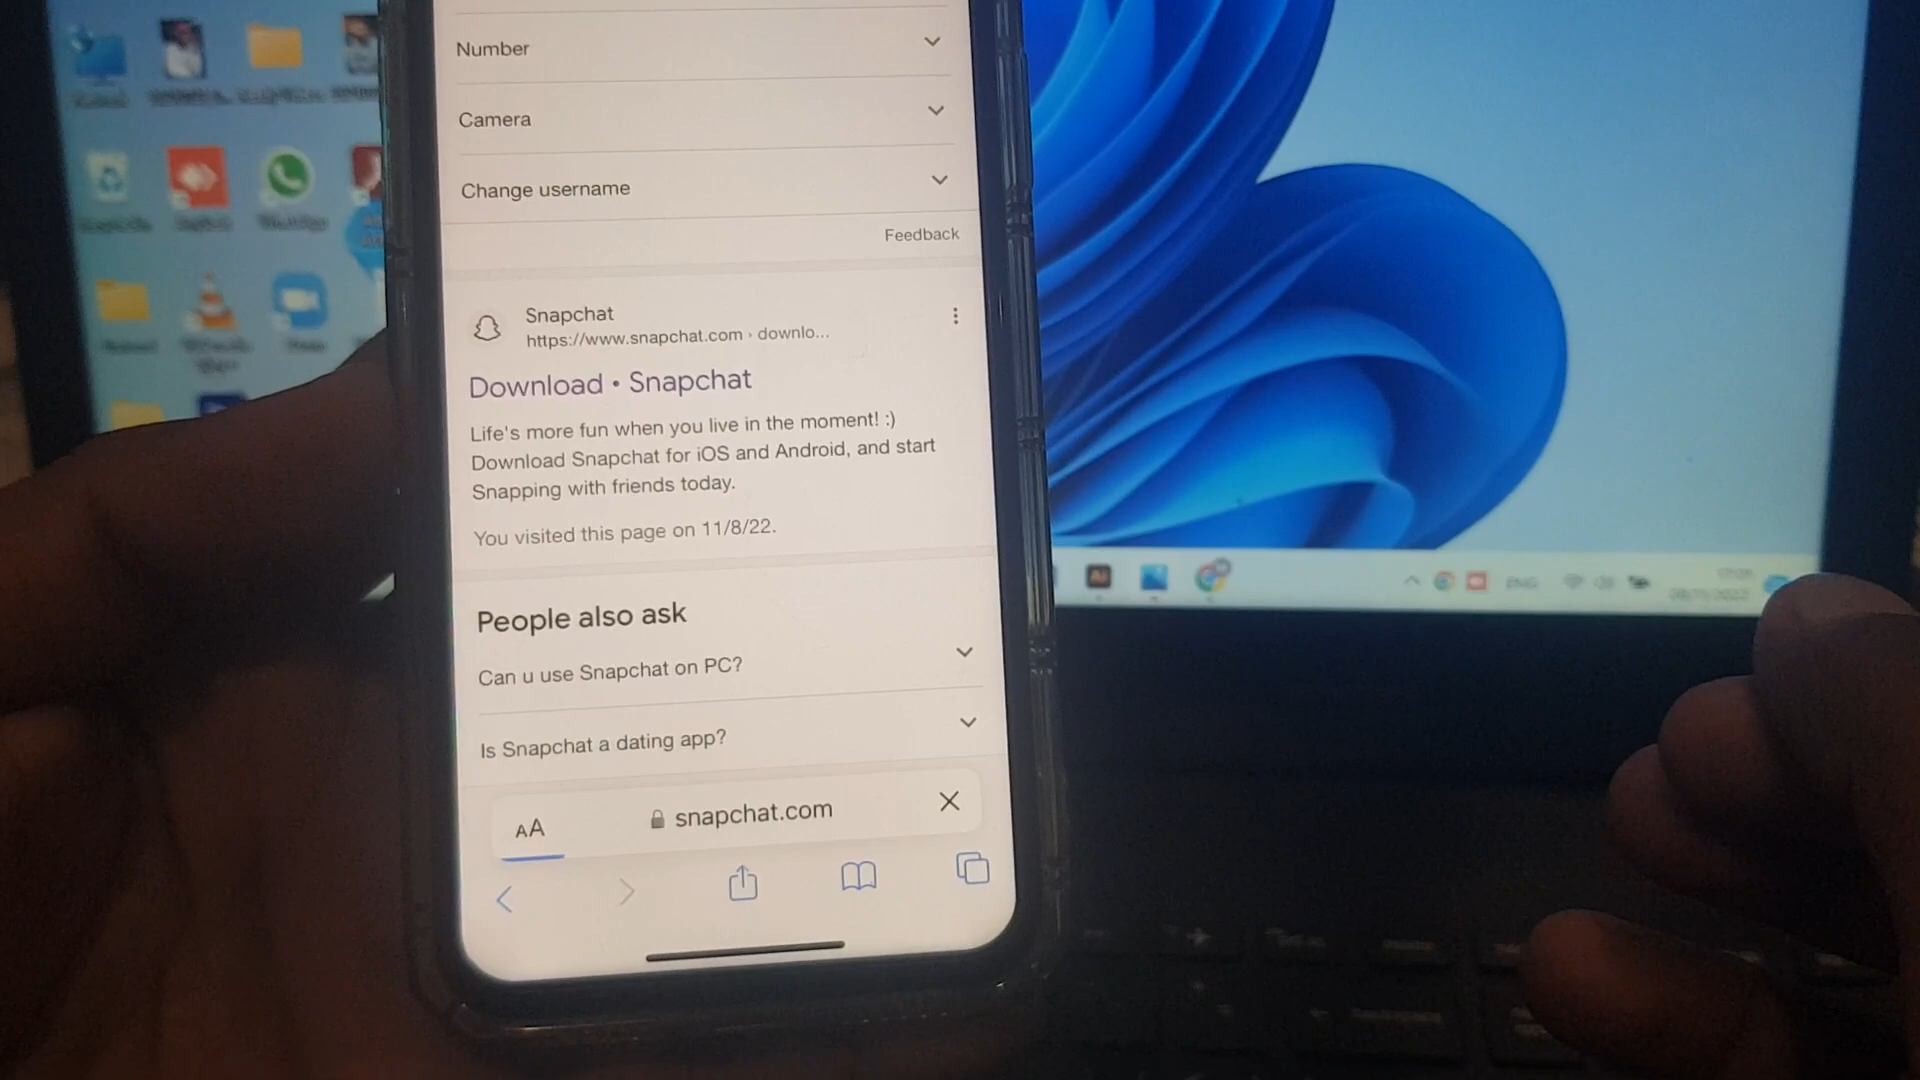 Number
Camera
Change username
Feedback
Snapchat
https://www.snapchat.com › downlo...
Download • Snapchat
Life's more fun when you live in the moment! :)
Download Snapchat for iOS and Android, and start
Snapping with friends today.
You visited this page on 11/8/22.
People also ask
Can u use Snapchat on PC?
Is Snapchat a dating app?
AA
snapchat.com
Ai
ENG